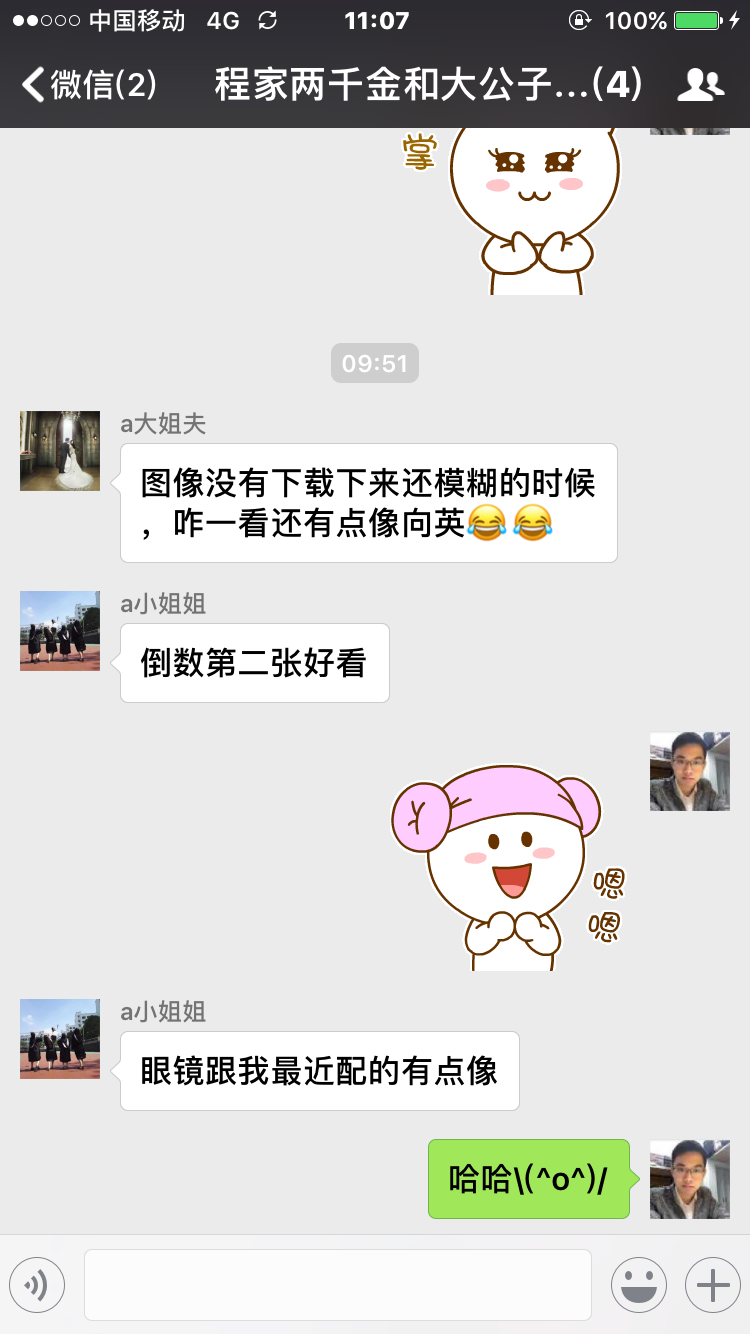 中国移动 4G 11:07 100%
微信(2) 程家两千金和大公子...(4)
掌
09:51
a大姐夫
图像没有下载下来还模糊的时候
，咋一看还有点像向英😂😂
a小姐姐
倒数第二张好看
嗯
嗯
a小姐姐
眼镜跟我最近配的有点像
哈哈\(^o^)/